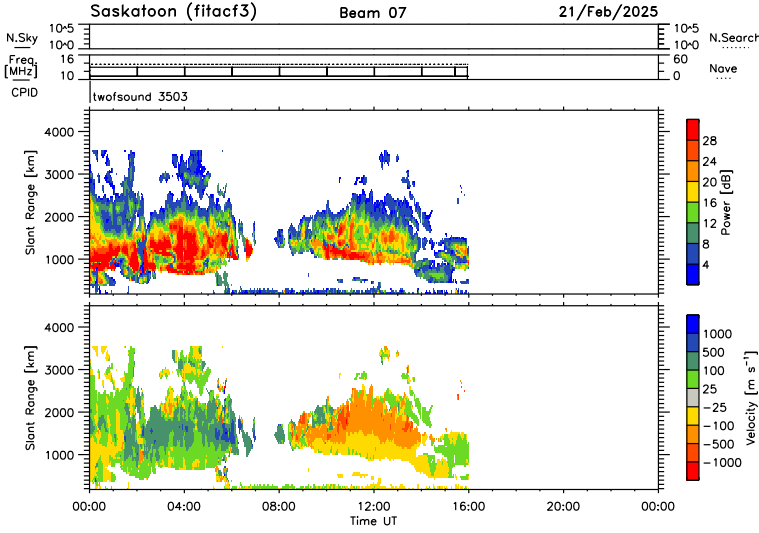 Saskatoon (fitacf3) Beam 07 21/Feb/2025
N.Sky 10^5 10^0 10^5 10^0 N.Search
Freq. [MHz] 16 10 60 0 Nave
CPID twofsound 3503
Slant Range [km] 4000 3000 2000 1000
28 24 20 16 12 8 4 Power [dB]
Slant Range [km] 4000 3000 2000 1000
1000 500 100 25 −25 −100 −500 −1000 Velocity [m s⁻¹]
00:00 04:00 08:00 12:00 16:00 20:00 00:00
Time UT